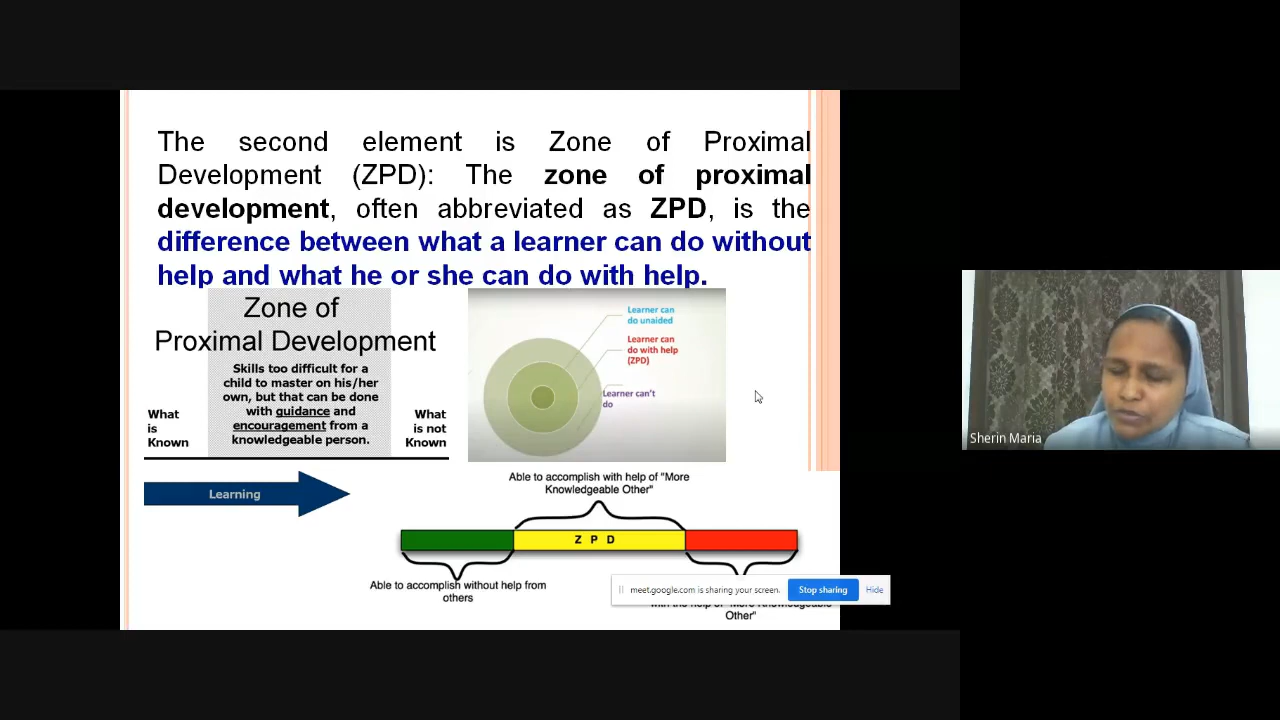 The second element is Zone of Proximal
Development (ZPD): The zone of proximal
development, often abbreviated as ZPD, is the
difference between what a learner can do without
help and what he or she can do with help.
Zone of
Proximal Development
Skills too difficult for a
child to master on his/her
own, but that can be done
with guidance and
encouragement from a
knowledgeable person.
What
is
Known
What
is not
Known
Learning
Learner can
do unaided
Learner can
do with help
(ZPD)
Learner can't
do
Able to accomplish with help of "More
Knowledgeable Other"
Z P D
Able to accomplish without help from
others
with the help of "More Knowledgeable
Other"
meet.google.com is sharing your screen.
Stop sharing
Hide
Sherin Maria